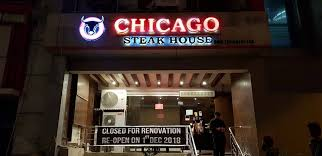 CHICAGO
STEAK HOUSE
CLOSED FOR RENOVATION
RE-OPEN ON 1ST DEC 2018